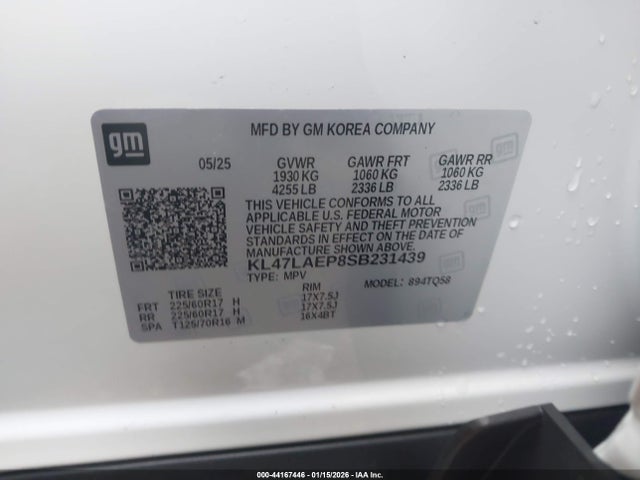 gm
MFD BY GM KOREA COMPANY
05/25 GVWR GAWR FRT GAWR RR
1930 KG 1060 KG 1060 KG
4255 LB 2336 LB 2336 LB
THIS VEHICLE CONFORMS TO ALL
APPLICABLE U.S. FEDERAL MOTOR
VEHICLE SAFETY AND THEFT PREVENTION
STANDARDS IN EFFECT ON THE DATE OF
MANUFACTURE SHOWN ABOVE.
KL47LAEP8SB231439
TYPE: MPV MODEL: 894TQ58
TIRE SIZE RIM
FRT 225/60R17 H 17X7.5J
RR 225/60R17 H 17X7.5J
SPA T125/70R16 M 16X4BT
000-44167446 | 01/15/2026 | IAA Inc.